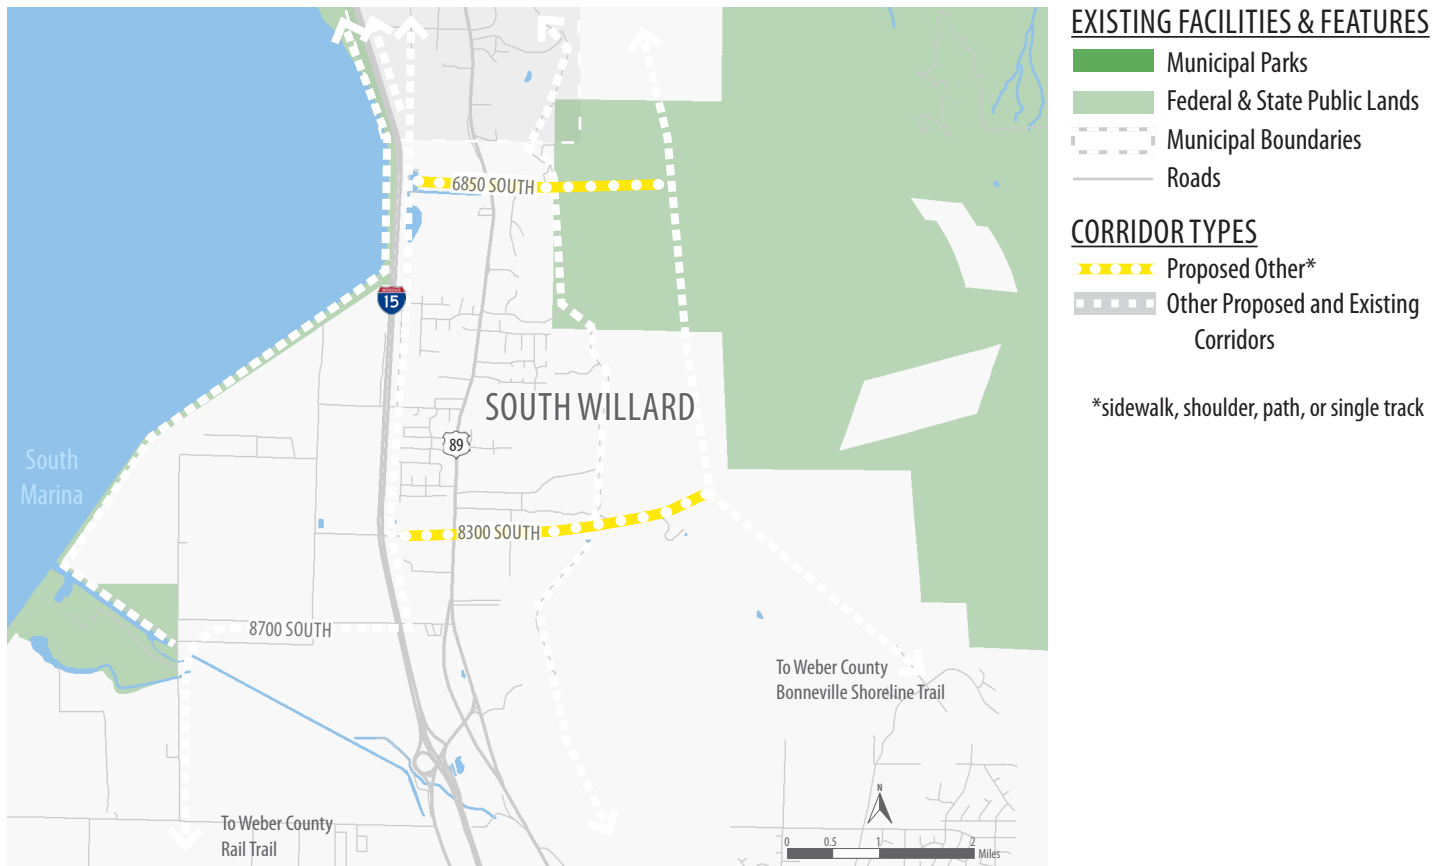 EXISTING FACILITIES & FEATURES
Municipal Parks
Federal & State Public Lands
Municipal Boundaries
Roads
CORRIDOR TYPES
Proposed Other*
Other Proposed and Existing
Corridors
*sidewalk, shoulder, path, or single track
6850 SOUTH
INTERSTATE
15
SOUTH WILLARD
89
South
Marina
8300 SOUTH
8700 SOUTH
To Weber County
Bonneville Shoreline Trail
To Weber County
Rail Trail
N
0 0.5 1 2
Miles